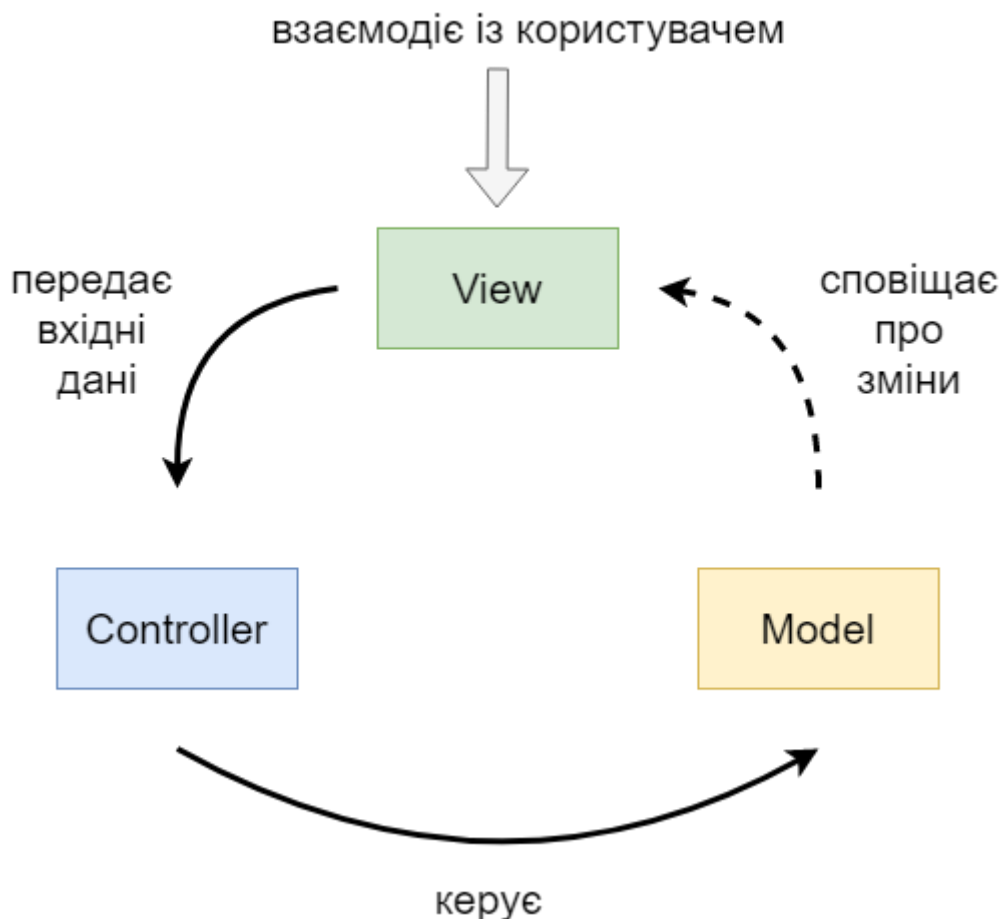 взаємодіє із користувачем
View
передає
вхідні
дані
сповіщає
про
зміни
Controller
Model
керує